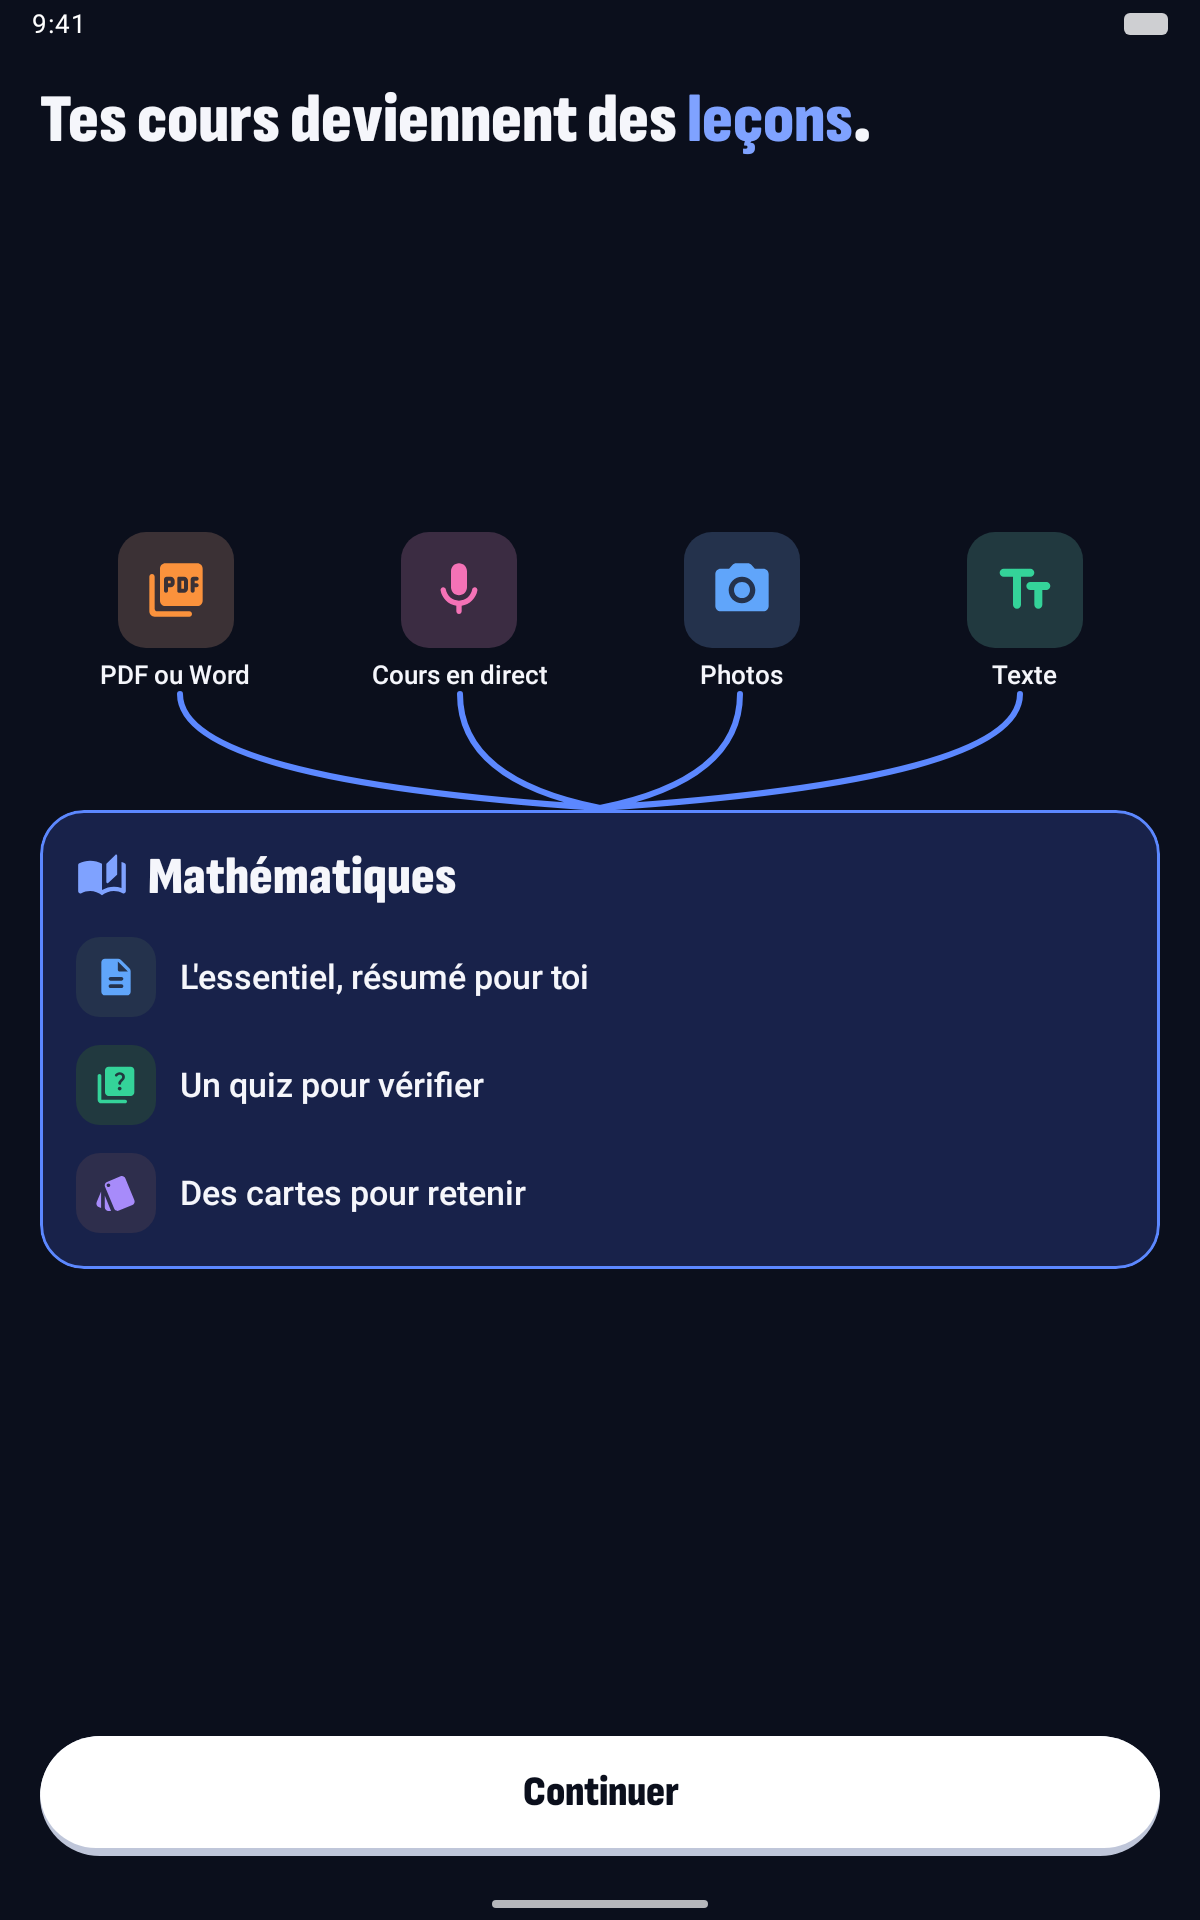 9:41
Tes cours deviennent des leçons.
PDF
PDF ou Word
Cours en direct
Photos
Tт
Texte
Mathématiques
L'essentiel, résumé pour toi
?
Un quiz pour vérifier
Des cartes pour retenir
Continuer